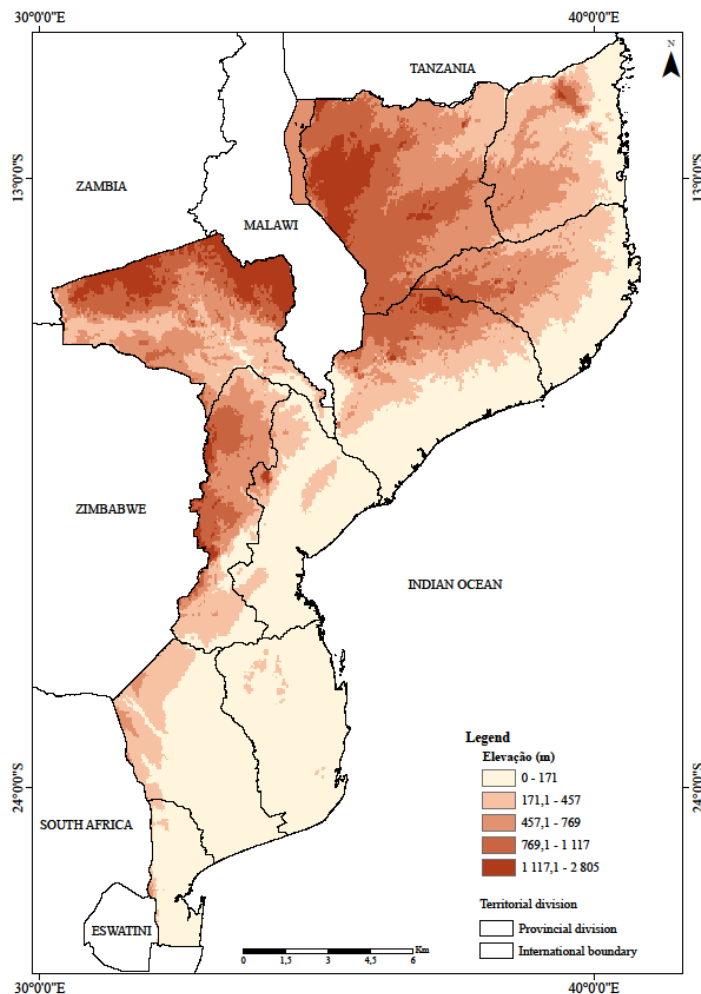 30°0'0"E
40°0'0"E
TANZANIA
N
13°0'0"S
13°0'0"S
ZAMBIA
MALAWI
ZIMBABWE
INDIAN OCEAN
Legend
Elevação (m)
0 - 171
171,1 - 457
457,1 - 769
769,1 - 1 117
1 117,1 - 2 805
24°0'0"S
24°0'0"S
SOUTH AFRICA
Territorial division
Provincial division
International boundary
ESWATINI
Km
0 1,5 3 4,5 6
30°0'0"E
40°0'0"E